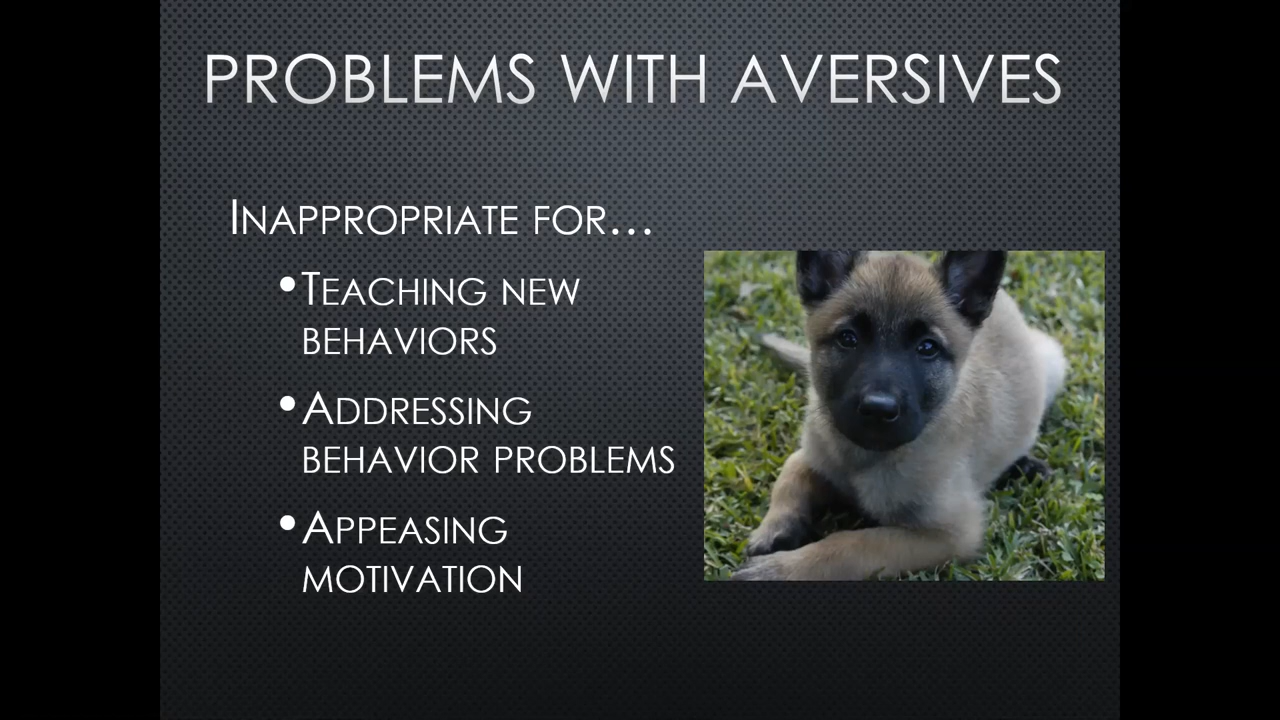 PROBLEMS WITH AVERSIVES
INAPPROPRIATE FOR...
•TEACHING NEW
BEHAVIORS
•ADDRESSING
BEHAVIOR PROBLEMS
•APPEASING
MOTIVATION